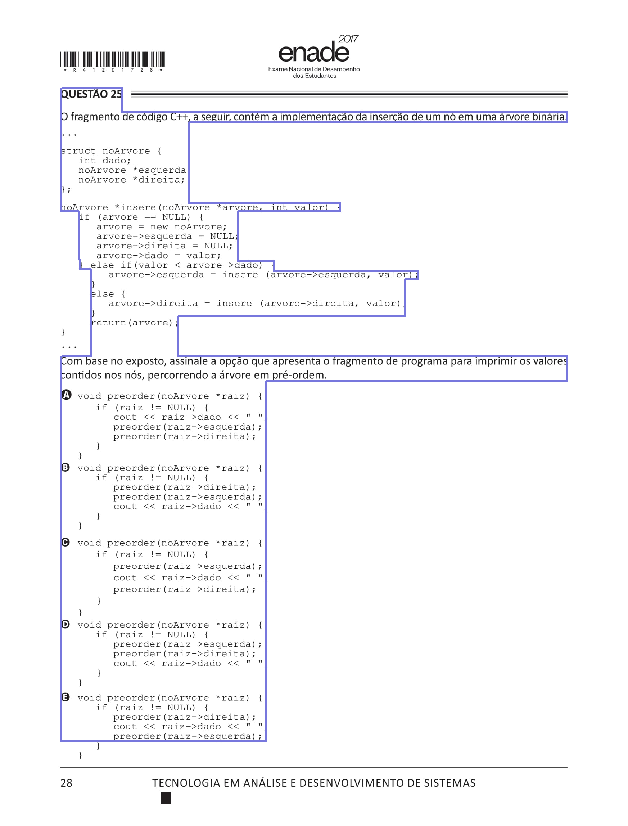 *R41201728*
enade 2017
Exame Nacional de Desempenho
dos Estudantes
QUESTÃO 25
O fragmento de código C++, a seguir, contém a implementação da inserção de um nó em uma árvore binária.
...
struct noArvore {
int dado;
noArvore *esquerda
noArvore *direita;
};
noArvore *insere(noArvore *arvore, int valor) {
if (arvore == NULL) {
arvore = new noArvore;
arvore->esquerda = NULL;
arvore->direita = NULL;
arvore->dado = valor;
} else if(valor < arvore->dado) {
arvore->esquerda = insere (arvore->esquerda, valor);
}
else {
arvore->direita = insere (arvore->direita, valor)
}
return(arvore);
}
...
Com base no exposto, assinale a opção que apresenta o fragmento de programa para imprimir os valores
contidos nos nós, percorrendo a árvore em pré-ordem.
A void preorder(noArvore *raiz) {
if (raiz != NULL) {
cout << raiz->dado << " "
preorder(raiz->esquerda);
preorder(raiz->direita);
}
}
B void preorder(noArvore *raiz) {
if (raiz != NULL) {
preorder(raiz->direita);
preorder(raiz->esquerda);
cout << raiz->dado << " "
}
}
C void preorder(noArvore *raiz) {
if (raiz != NULL) {
preorder(raiz->esquerda);
cout << raiz->dado << " "
preorder(raiz->direita);
}
}
D void preorder(noArvore *raiz) {
if (raiz != NULL) {
preorder(raiz->esquerda);
preorder(raiz->direita);
cout << raiz->dado << " "
}
}
E void preorder(noArvore *raiz) {
if (raiz != NULL) {
preorder(raiz->direita);
cout << raiz->dado << " "
preorder(raiz->esquerda);
}
}
28 TECNOLOGIA EM ANÁLISE E DESENVOLVIMENTO DE SISTEMAS